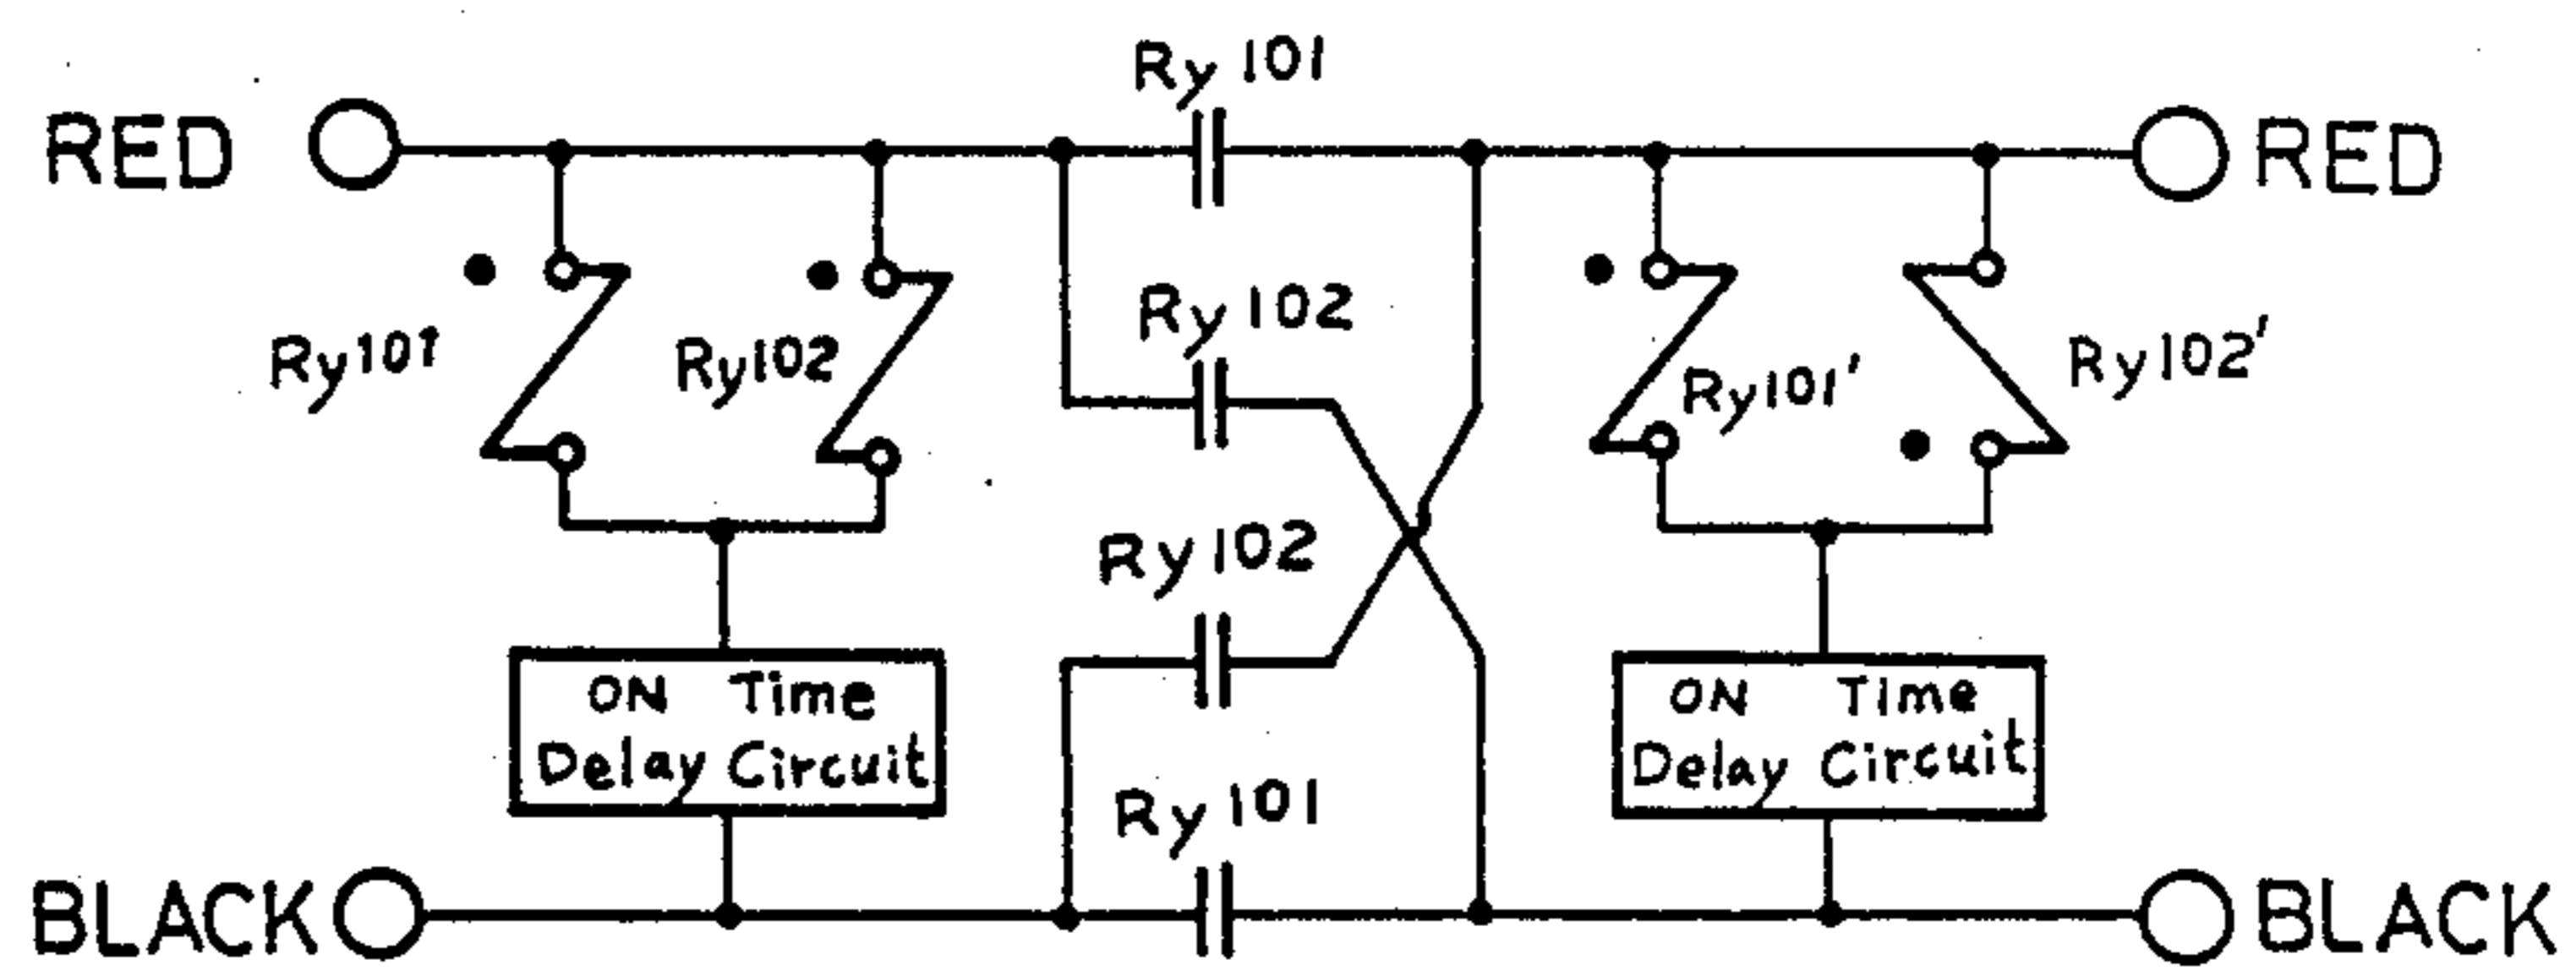 Ry 101
RED
RED
Ry 102
Ry101
Ry102
Ry101'
Ry102'
Ry 102
ON Time
Delay Circuit
ON Time
Delay Circuit
Ry 101
BLACK
BLACK